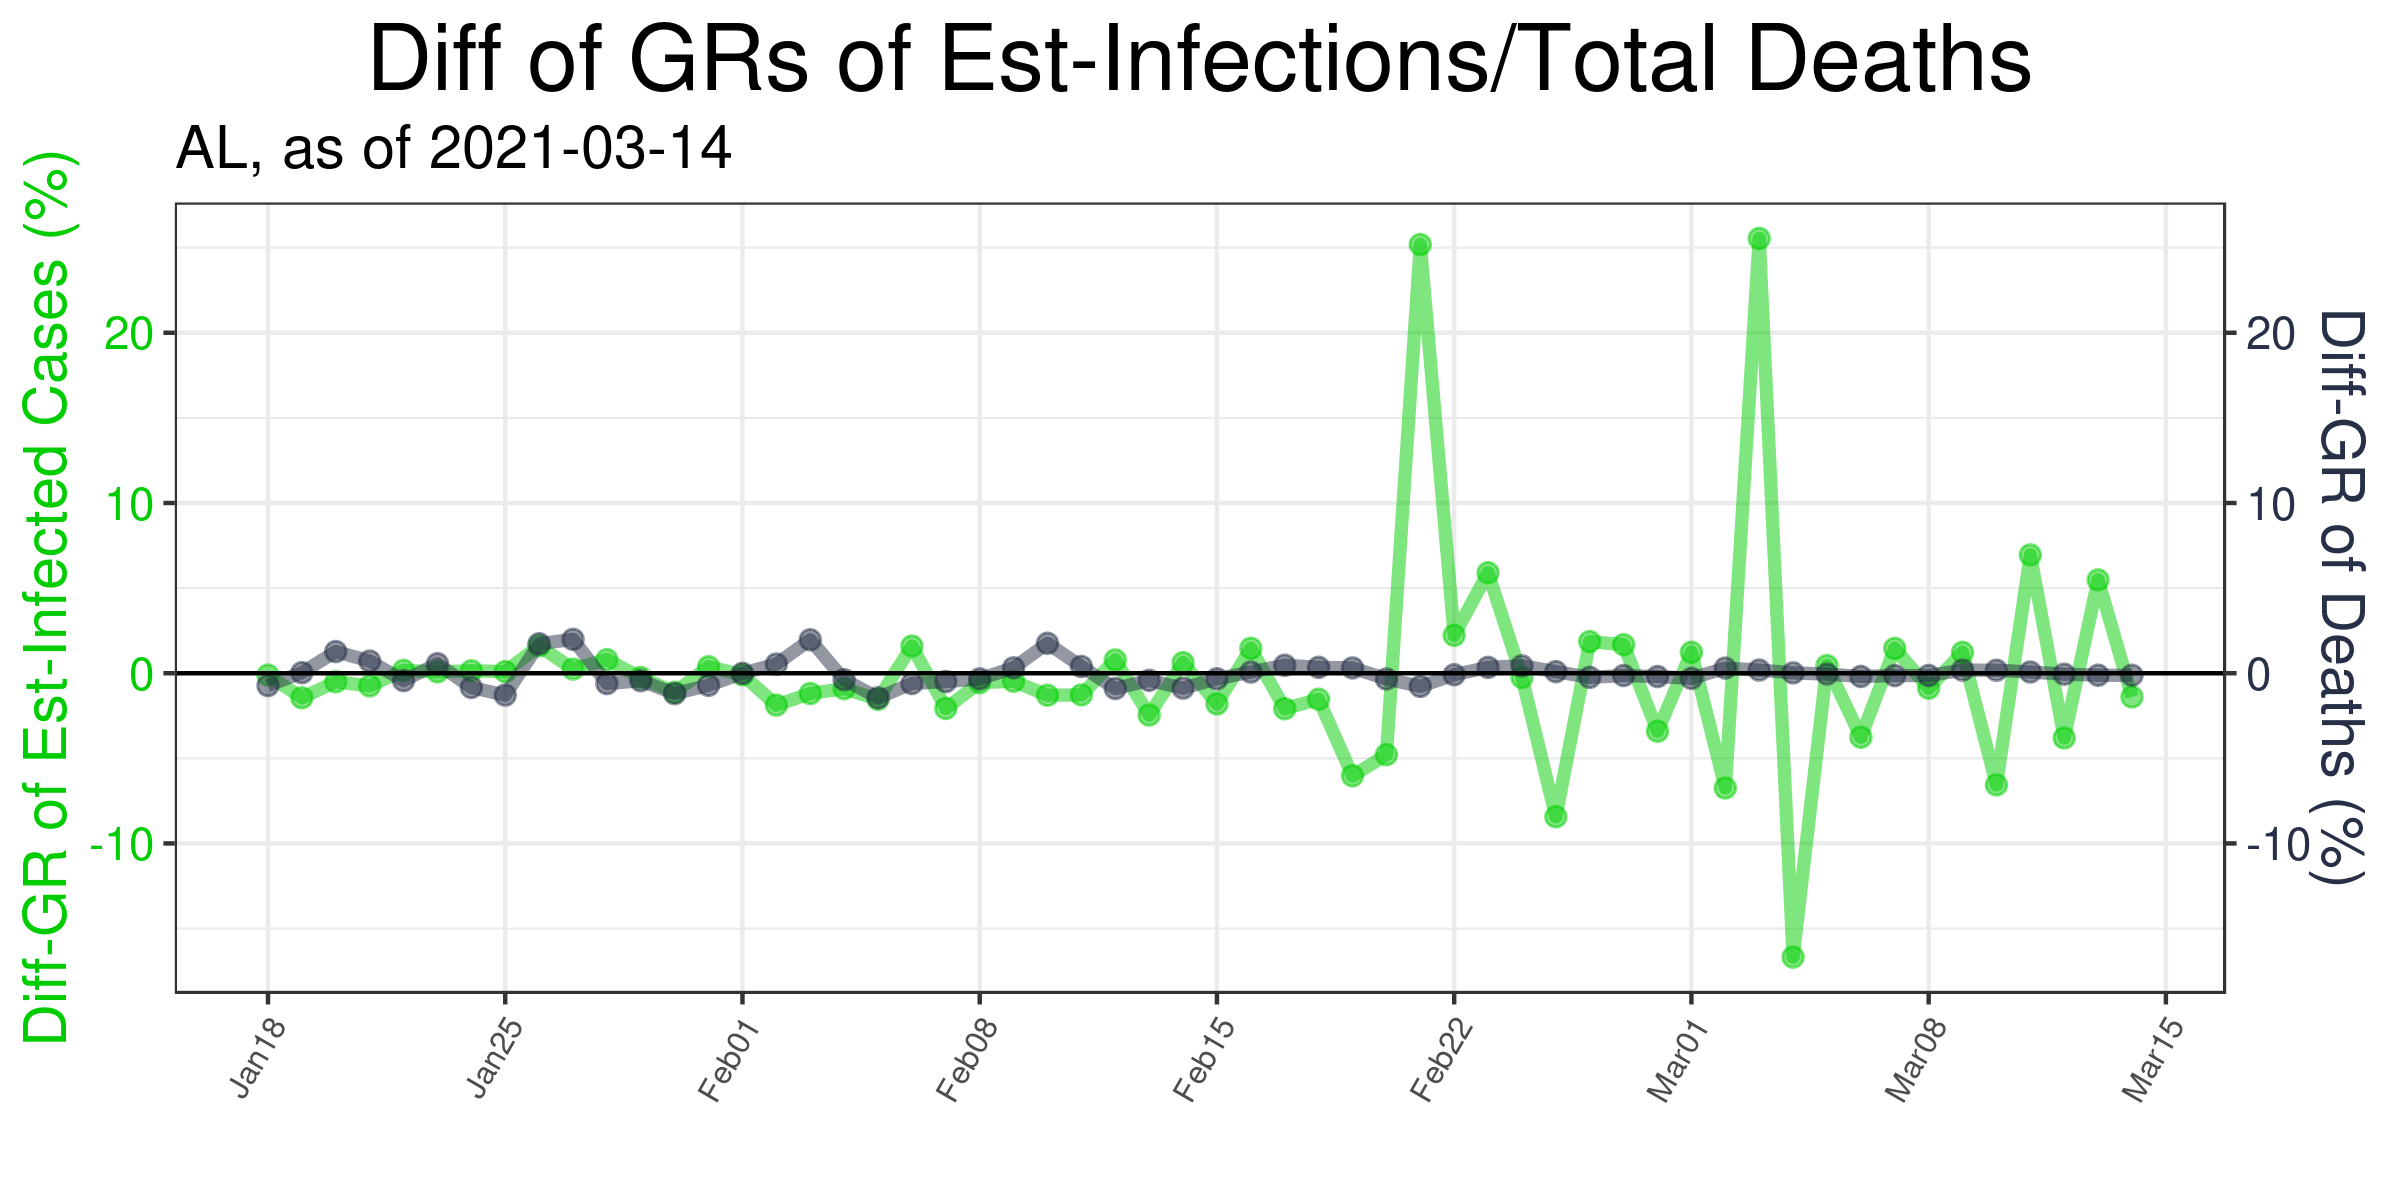 Diff of GRs of Est-Infections/Total Deaths
AL, as of 2021-03-14
Diff-GR of Est-Infected Cases (%)
20
10
0
-10
20
10
0
-10
Diff-GR of Deaths (%)
Jan18
Jan25
Feb01
Feb08
Feb15
Feb22
Mar01
Mar08
Mar15